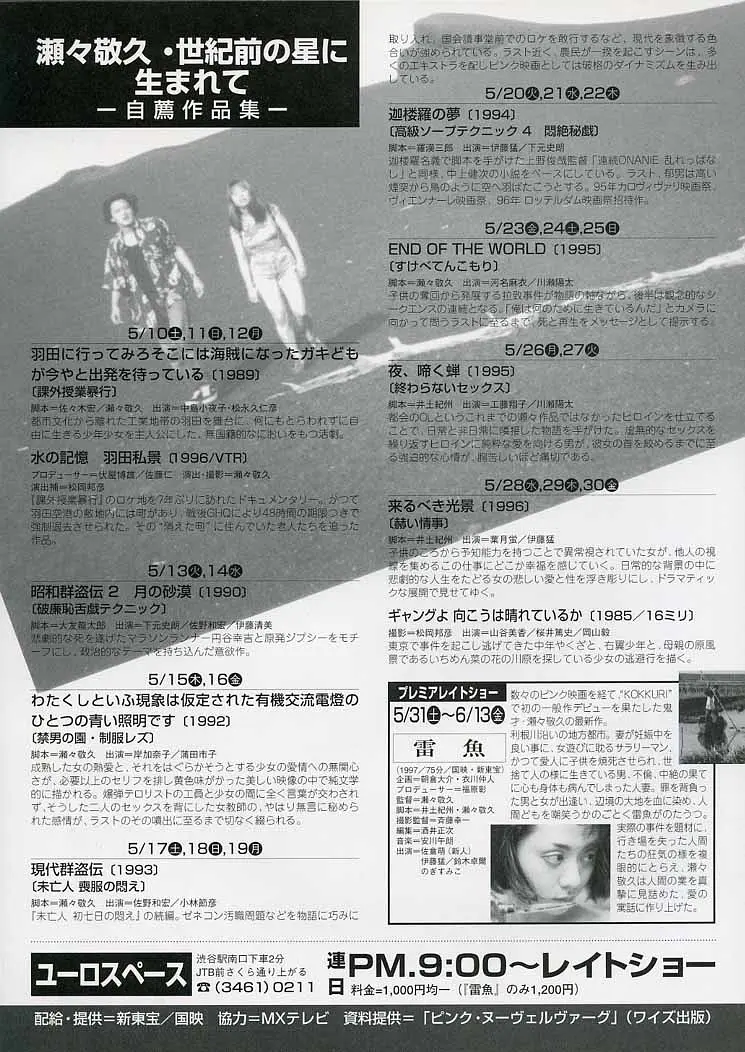 瀬々敬久・世紀前の星に
生まれて
―自薦作品集―
5/10土,11日,12月
羽田に行ってみろそこには海賊になったガキども
が今やと出発を待っている〔1989〕
〔課外授業暴行〕
脚本＝佐々木宏／瀬々敬久　出演＝中島小夜子・松永久仁彦
都市文化から離れた工業地帯の羽田を舞台に、何にもとらわれずに自
由に生きる少年少女を主人公にした、無国籍的なにおいをもつ活劇。
水の記憶　羽田私景〔1996/VTR〕
プロデューサー＝伏屋博雄／佐藤仁　演出・撮影＝瀬々敬久
演出補＝松岡邦彦
『課外授業暴行』のロケ地を7年ぶりに訪れたドキュメンタリー。かつて
羽田空港の敷地内には町があり、戦後GHQにより48時間の期限つきで
強制退去させられた。その“消えた町”に住んでいた老人たちを追った
作品。
5/13火,14水
昭和群盗伝2　月の砂漠〔1990〕
〔破廉恥舌戯テクニック〕
脚本＝大友龍太郎　出演＝下元史朗／佐野和宏／伊藤清美
悲劇的な死を遂げたマラソンランナー円谷幸吉と原発ジプシーをモチ
ーフにし、政治的なテーマを持ち込んだ意欲作。
5/15木,16金
わたくしといふ現象は仮定された有機交流電燈の
ひとつの青い照明です〔1992〕
〔禁男の園・制服レズ〕
脚本＝瀬々敬久　出演＝岸加奈子／蒲田市子
成熟した女の熱愛と、それをはぐらかそうとする少女の愛情への無関心
さが、必要以上のセリフを排し黄色味がかった美しい映像の中で純文学
的に描かれる。爆弾テロリストの工員と少女の間に全く言葉が交わされ
ず、そうした二人のセックスを背にした女教師の、やはり無言に秘めら
れた感情が、ラストのその噴出に至るまで切なく綴られる。
5/17土,18日,19月
現代群盗伝〔1993〕
〔未亡人 喪服の悶え〕
脚本＝瀬々敬久　出演＝佐野和宏／小林節彦
『未亡人 初七日の悶え』の続編。ゼネコン汚職問題などを物語に巧みに
取り入れ、国会議事堂前でのロケを敢行するなど、現代を象徴する色
合いが強められている。ラスト近く、農民が一揆を起こすシーンは、多
くのエキストラを配しピンク映画としては破格のダイナミズムを生み出
している。
5/20火,21水,22木
迦楼羅の夢〔1994〕
〔高級ソープテクニック4　悶絶秘戯〕
脚本＝羅漢三郎　出演＝伊藤猛／下元史朗
迦楼羅名義で脚本を手がけた上野俊哉監督「連続ONANIE 乱れっぱな
し」と同様、中上健次の小説をベースにしている。ラスト、郁男は高い
煙突から鳥のように空へ羽ばたこうとする。95年カロヴィヴァリ映画祭、
ヴィエンナーレ映画祭、96年 ロッテルダム映画祭招待作。
5/23金,24土,25日
END OF THE WORLD〔1995〕
〔すけべてんこもり〕
脚本＝瀬々敬久　出演＝河名麻衣／川瀬陽太
子供の奪回から発展する拉致事件が物語の軸ながら、後半は観念的なシ
ークエンスの連続となる。「俺は何のために生きているんだ」とカメラに
向かって問うラストに至るまで、死と再生をメッセージとして提示する。
5/26月,27火
夜、啼く蝉〔1995〕
〔終わらないセックス〕
脚本＝井土紀州　出演＝工藤翔子／川瀬陽太
都会のOLというこれまでの瀬々作品ではなかったヒロインを仕立てる
ことで、日常と非日常に隣接した物語を手がけた。虚無的なセックスを
繰り返すヒロインに純粋な愛を向ける男が、彼女の首を絞めるまでに至
る強迫的な心情が、胸苦しいほど痛切である。
5/28水,29木,30金
来るべき光景〔1996〕
〔赫い情事〕
脚本＝井土紀州　出演＝葉月蛍／伊藤猛
子供のころから予知能力を持つことで異常視されていた女が、他人の視
線を集めるこの仕事にどこか幸福を感じていく。日常的な背景の中に
悲劇的な人生をたどる女の悲しい愛と性を浮き彫りにし、ドラマティッ
クな展開で見せてゆく。
ギャングよ 向こうは晴れているか〔1985／16ミリ〕
撮影＝松岡邦彦　出演＝山谷美香／桜井篤史／岡山毅
東京で事件を起こし逃げてきた中年やくざと、右翼少年と、母親の原風
景であるいちめん菜の花の川原を探している少女の逃避行を描く。
プレミアレイトショー
5/31土～6/13金
雷魚
(1997／75分／国映・新東宝)
企画＝朝倉大介・衣川仲人
プロデューサー＝福原彰
監督＝瀬々敬久
脚本＝井土紀州・瀬々敬久
撮影監督＝斉藤幸一
編集＝酒井正次
音楽＝安川午朗
出演＝佐倉萌(新人)
伊藤猛／鈴木卓爾
のぎすみこ
数々のピンク映画を経て、“KOKKURI”
で初の一般作デビューを果たした鬼
才・瀬々敬久の最新作。
利根川沿いの地方都市。妻が妊娠中を
良い事に、女遊びに耽るサラリーマン、
かつて愛人に子供を焼死させられ、世
捨て人の様に生きている男、不倫、中絶の果て
に心も身体も病んでしまった人妻。罪を背負っ
た男と女が出逢い、辺境の大地を血に染め、人
間どもを嘲笑うかのごとく雷魚がのたうつ。
実際の事件を題材に、
行き場を失った人間
たちの狂気の様を複
眼的にとらえ、瀬々
敬久は人間の業を真
摯に見詰めた、愛の
寓話に作り上げた。
ユーロスペース
渋谷駅南口下車2分
JTB前さくら通り上がる
☎(3461)0211
連日PM.9:00～レイトショー
料金＝1,000円均一(『雷魚』のみ1,200円)
配給・提供＝新東宝／国映　協力＝MXテレビ　資料提供＝「ピンク・ヌーヴェルヴァーグ」(ワイズ出版)